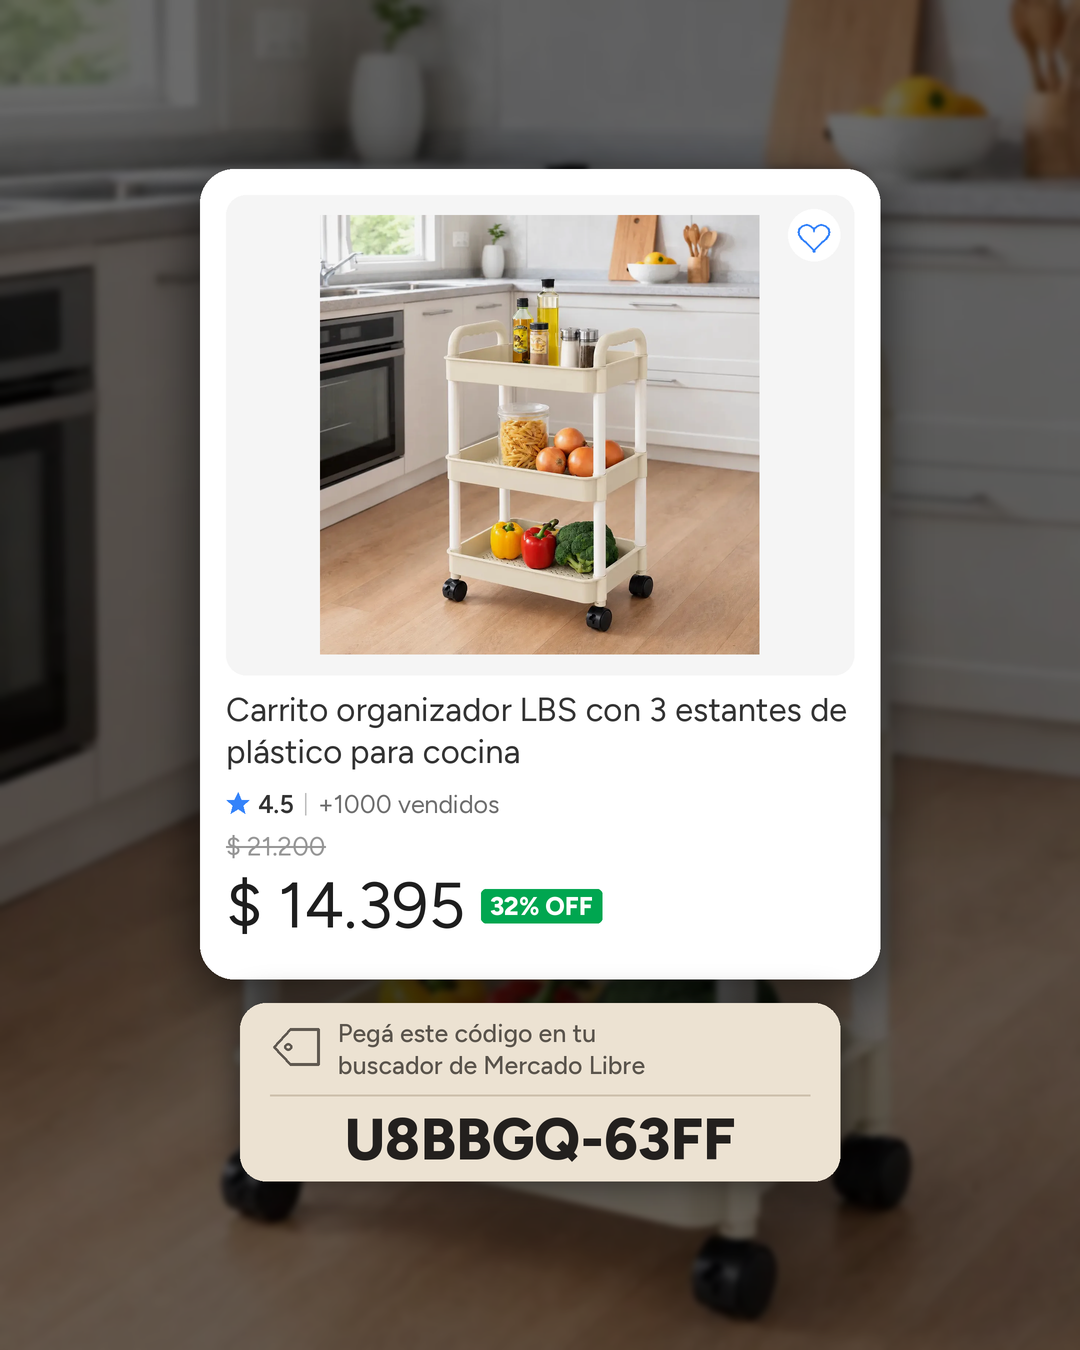 Carrito organizador LBS con 3 estantes de
plástico para cocina
4.5 | +1000 vendidos
$ 21.200
$ 14.395 32% OFF
Pegá este código en tu
buscador de Mercado Libre
U8BBGQ-63FF